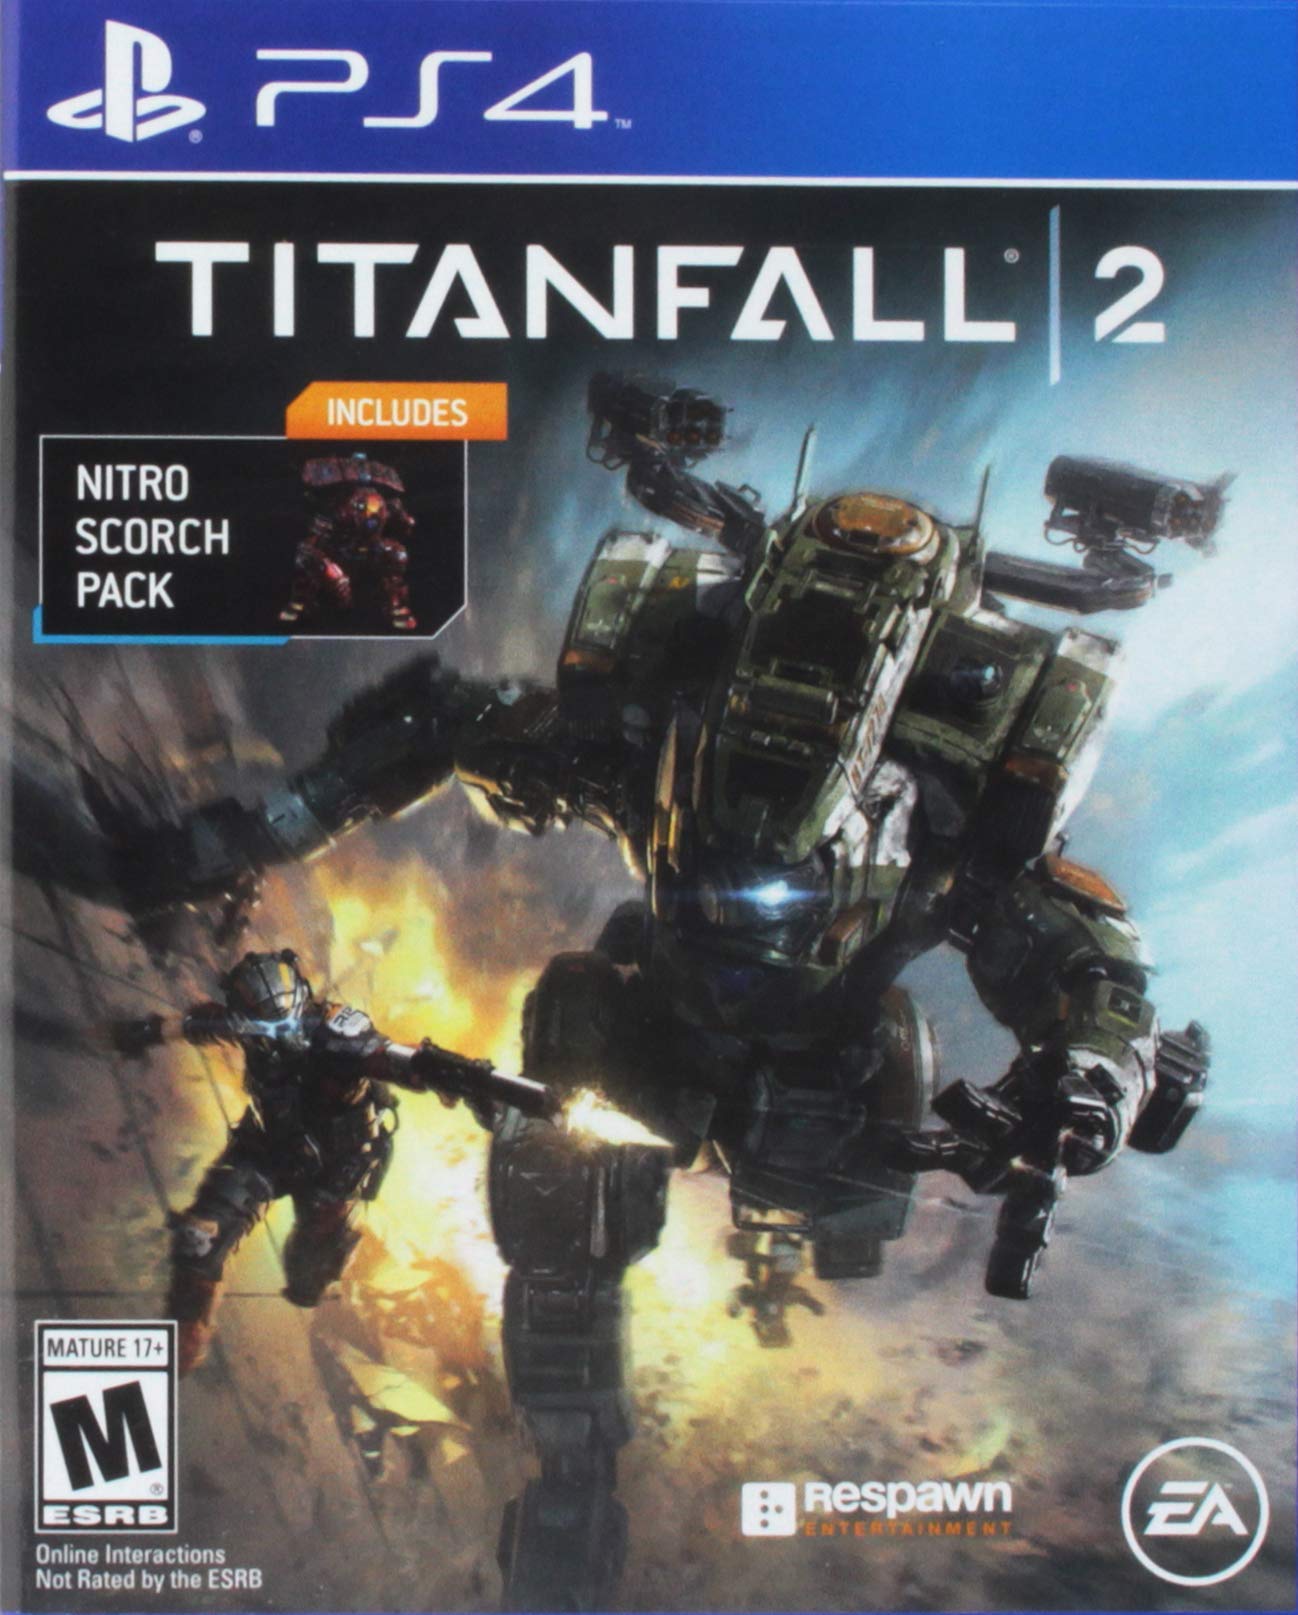 PS4™
TITANFALL® | 2
INCLUDES
NITRO
SCORCH
PACK
MATURE 17+
M®
ESRB
Online Interactions
Not Rated by the ESRB
Respawn
ENTERTAINMENT
EA